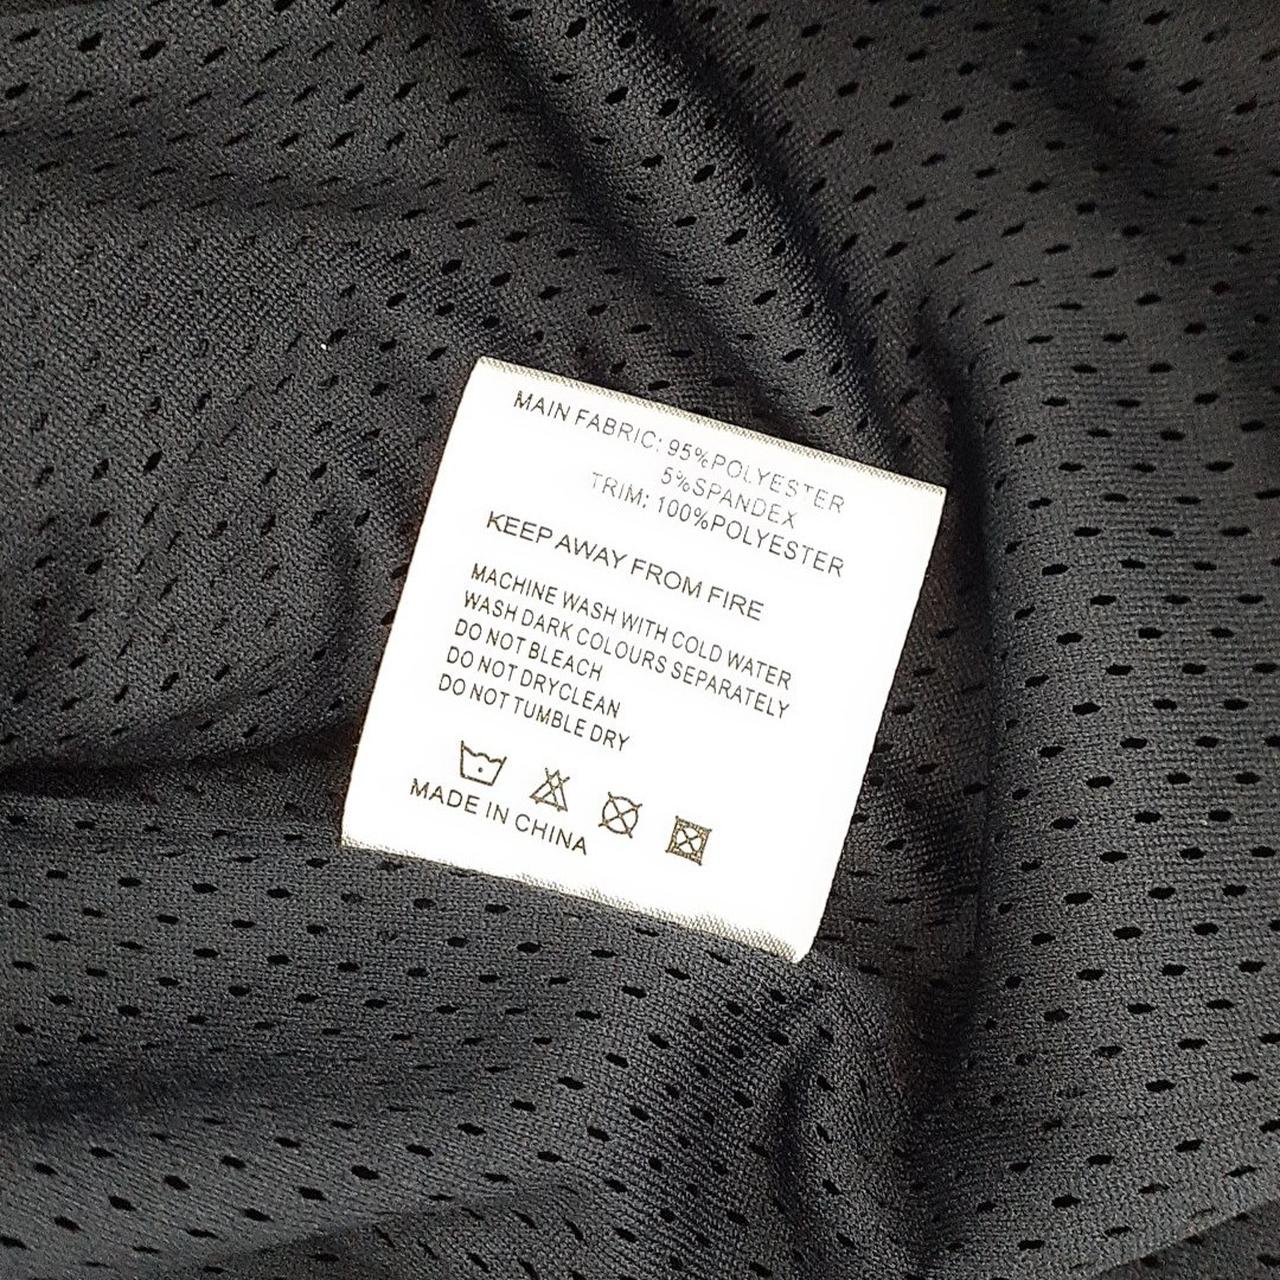 MAIN FABRIC: 95%POLYESTER
5%SPANDEX
TRIM: 100%POLYESTER
KEEP AWAY FROM FIRE
MACHINE WASH WITH COLD WATER
WASH DARK COLOURS SEPARATELY
DO NOT BLEACH
DO NOT DRYCLEAN
DO NOT TUMBLE DRY
MADE IN CHINA